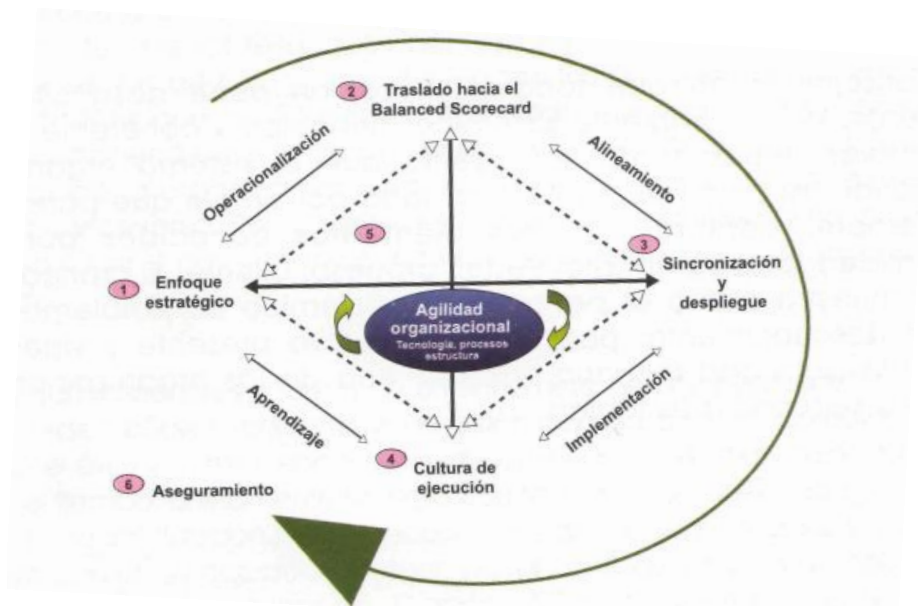 2
Traslado hacia el
Balanced Scorecard
Operacionalización
Alineamiento
5
3
Sincronización
y
despliegue
1
Enfoque
estratégico
Agilidad
organizacional
Tecnología, procesos
estructura
Aprendizaje
Implementación
4
Cultura de
ejecución
6
Aseguramiento